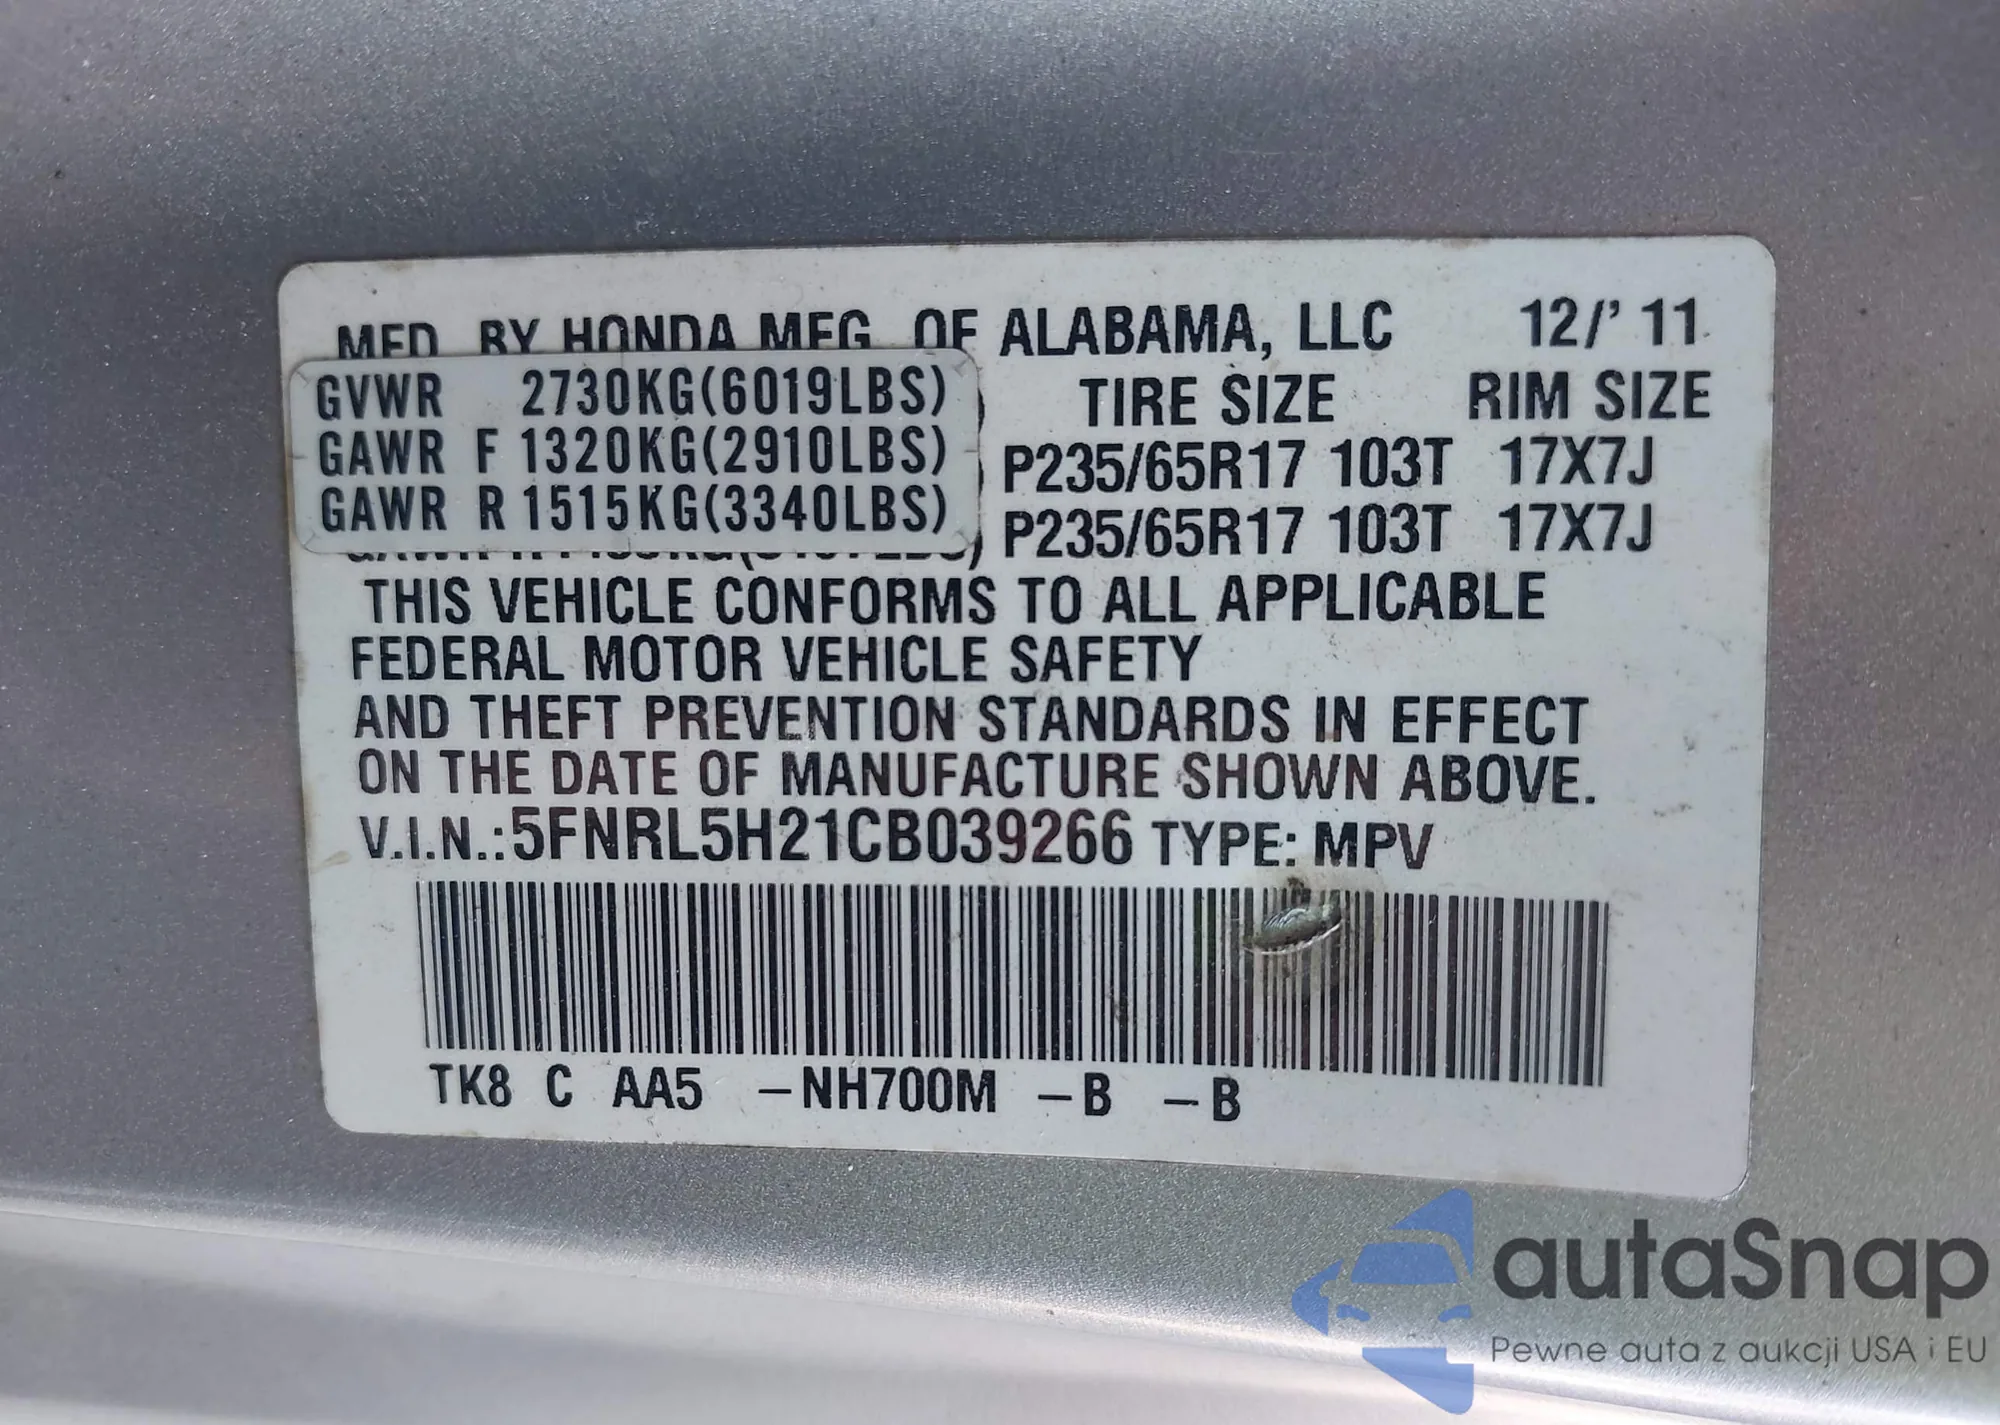 MFD. BY HONDA MFG. OF ALABAMA, LLC 12/' 11
GVWR 2730KG(6019LBS) TIRE SIZE RIM SIZE
GAWR F 1320KG(2910LBS) P235/65R17 103T 17X7J
GAWR R 1515KG(3340LBS) P235/65R17 103T 17X7J
THIS VEHICLE CONFORMS TO ALL APPLICABLE
FEDERAL MOTOR VEHICLE SAFETY
AND THEFT PREVENTION STANDARDS IN EFFECT
ON THE DATE OF MANUFACTURE SHOWN ABOVE.
V.I.N.:5FNRL5H21CB039266 TYPE: MPV
TK8 C AA5 –NH700M –B –B
autaSnap
Pewne auta z aukcji USA i EU